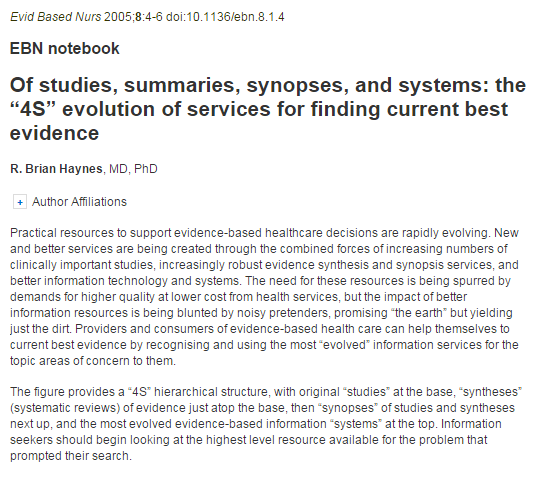 Evid Based Nurs 2005;8:4-6 doi:10.1136/ebn.8.1.4
EBN notebook
Of studies, summaries, synopses, and systems: the
“4S” evolution of services for finding current best
evidence
R. Brian Haynes, MD, PhD
+ Author Affiliations
Practical resources to support evidence-based healthcare decisions are rapidly evolving. New
and better services are being created through the combined forces of increasing numbers of
clinically important studies, increasingly robust evidence synthesis and synopsis services, and
better information technology and systems. The need for these resources is being spurred by
demands for higher quality at lower cost from health services, but the impact of better
information resources is being blunted by noisy pretenders, promising “the earth” but yielding
just the dirt. Providers and consumers of evidence-based health care can help themselves to
current best evidence by recognising and using the most “evolved” information services for the
topic areas of concern to them.
The figure provides a “4S” hierarchical structure, with original “studies” at the base, “syntheses”
(systematic reviews) of evidence just atop the base, then “synopses” of studies and syntheses
next up, and the most evolved evidence-based information “systems” at the top. Information
seekers should begin looking at the highest level resource available for the problem that
prompted their search.